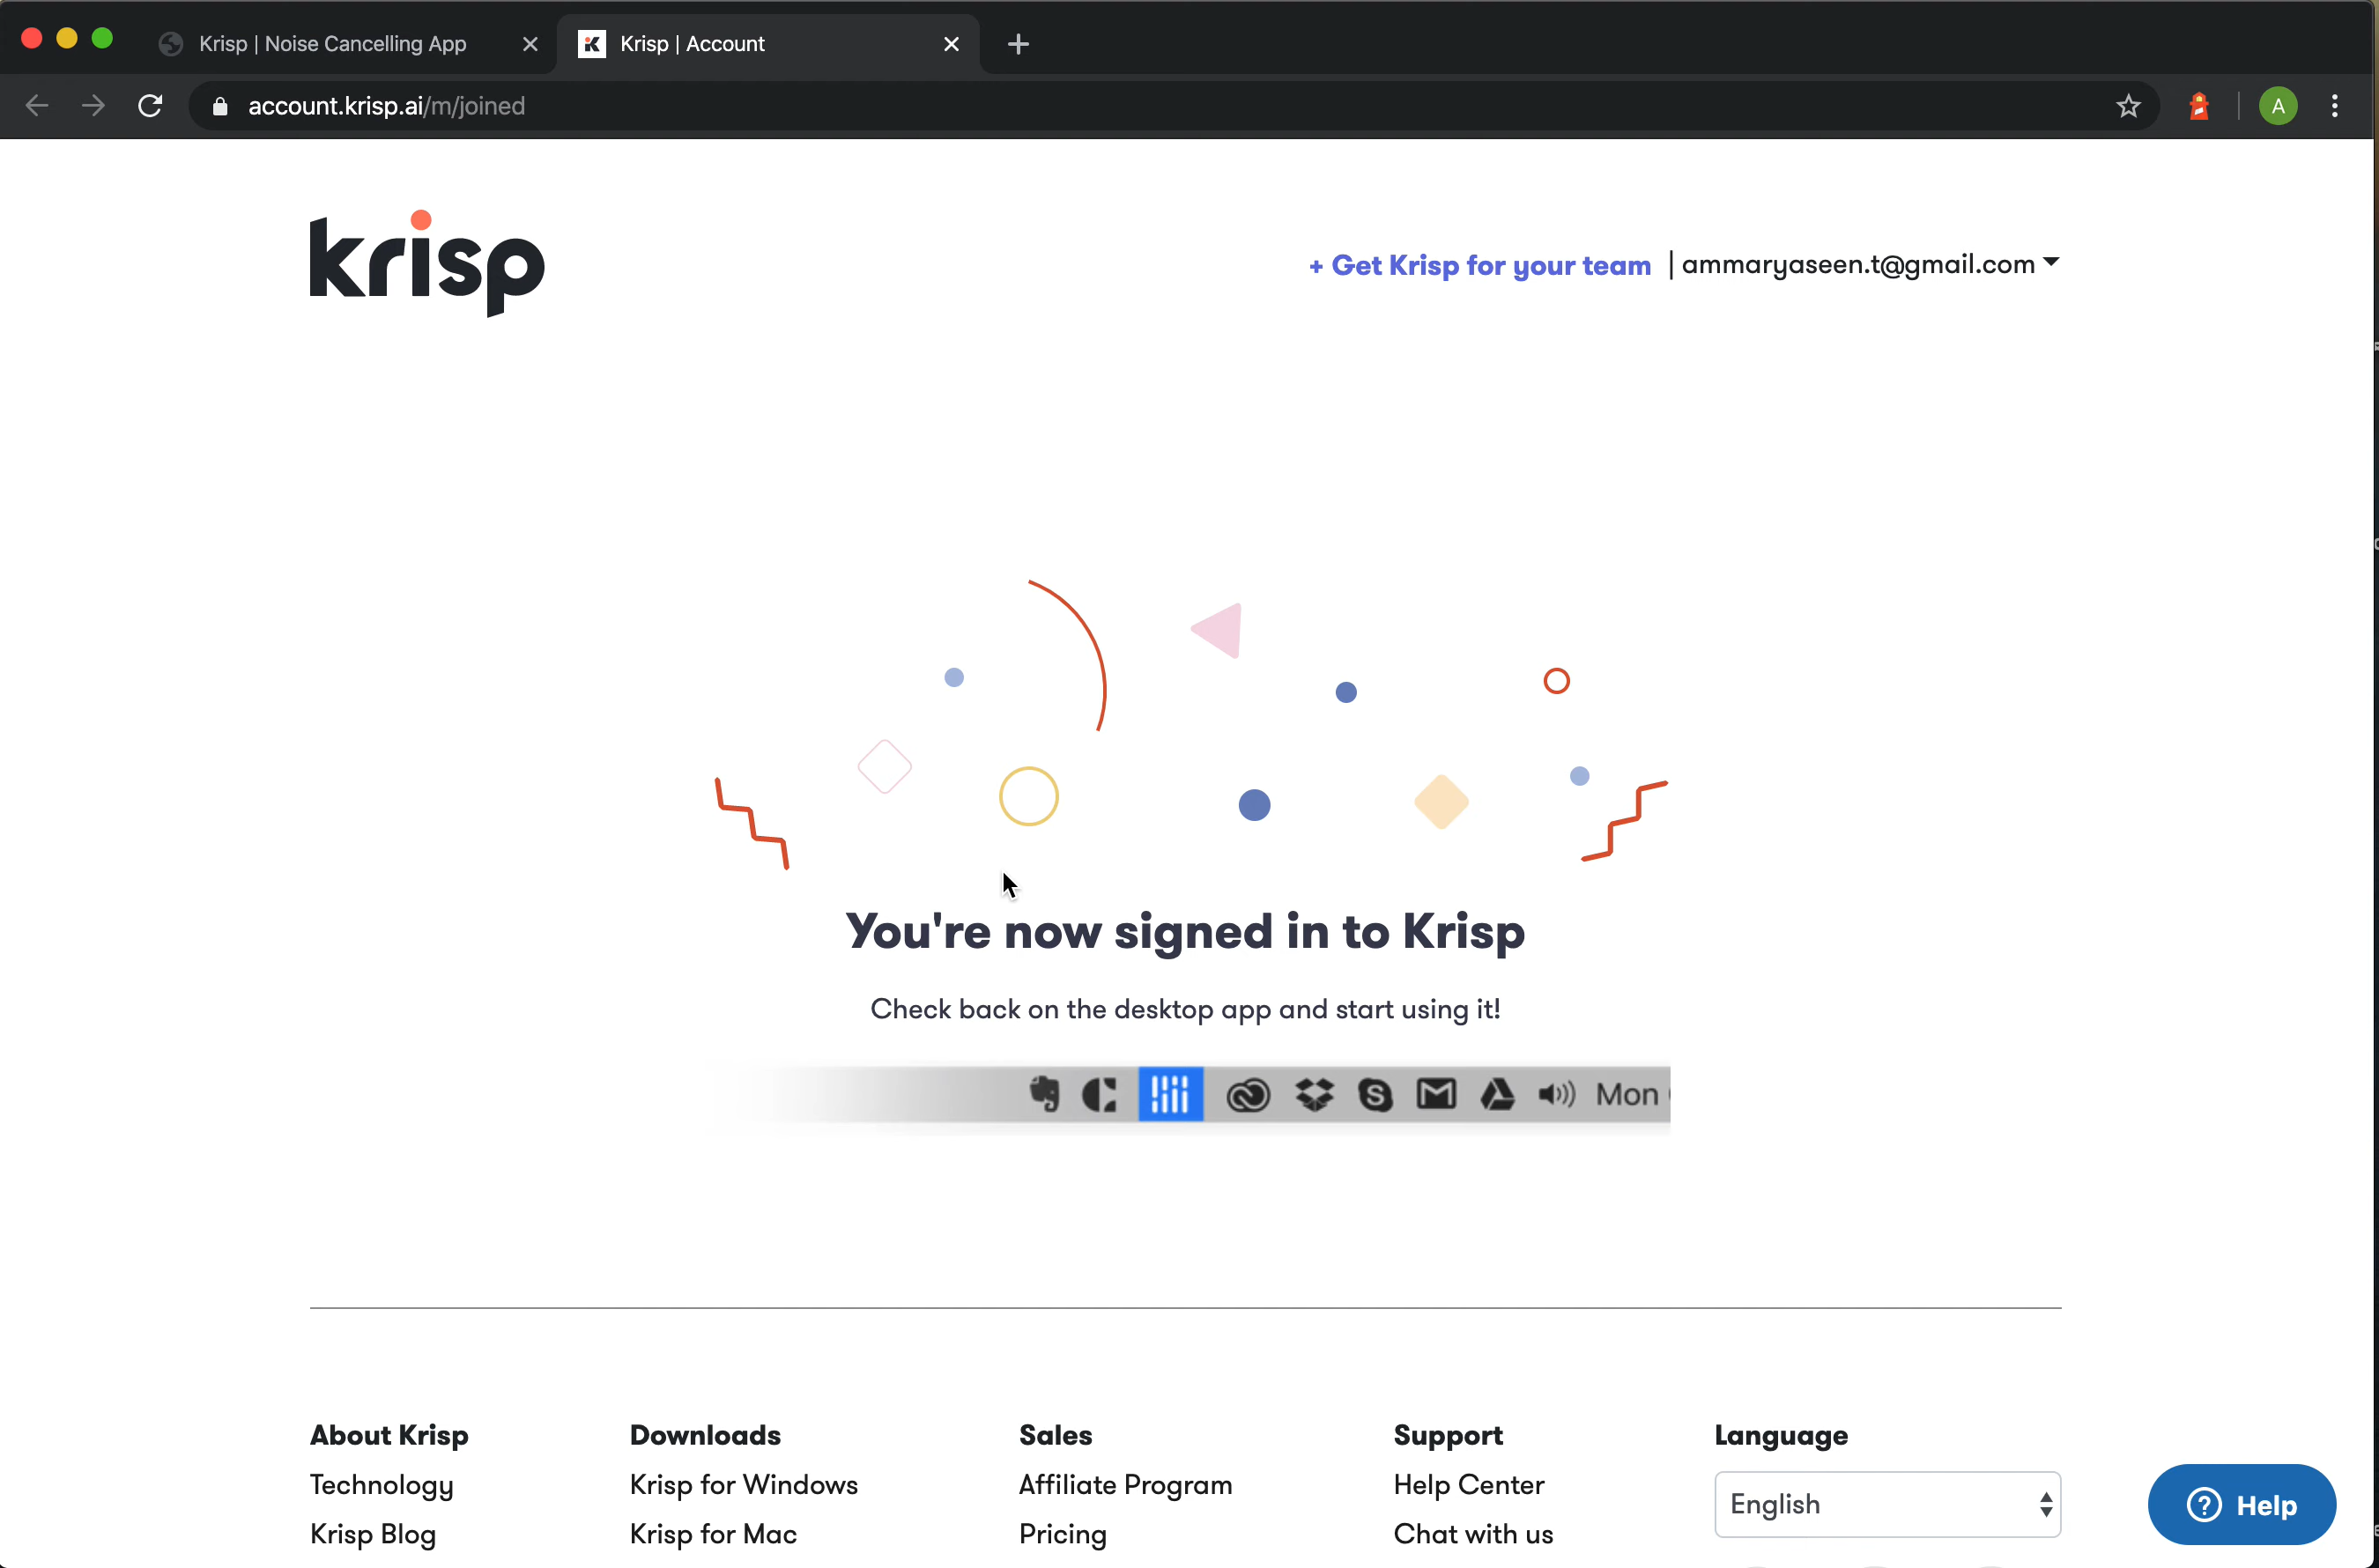 Krisp | Noise Cancelling App
Krisp | Account
account.krisp.ai/m/joined
A
krisp
+ Get Krisp for your team | ammaryaseen.t@gmail.com
You're now signed in to Krisp
Check back on the desktop app and start using it!
Mon
About Krisp
Technology
Krisp Blog
Downloads
Krisp for Windows
Krisp for Mac
Sales
Affiliate Program
Pricing
Support
Help Center
Chat with us
Language
English
? Help